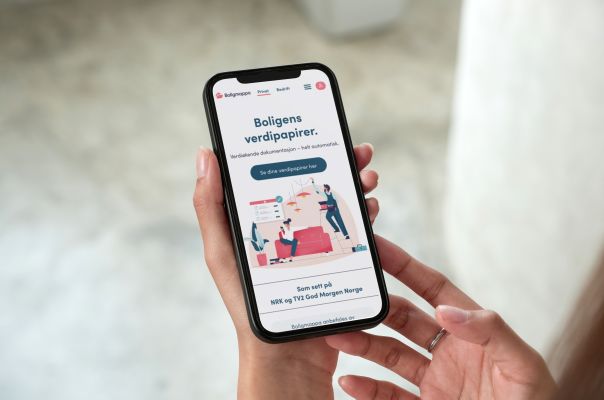 Boligmappa Privat Bedrift
Boligens
verdipapirer.
Verdiøkende dokumentasjon – helt automatisk.
Se dine verdipapirer her
Som sett på
NRK og TV2 God Morgen Norge
Boligmappa anbefales av